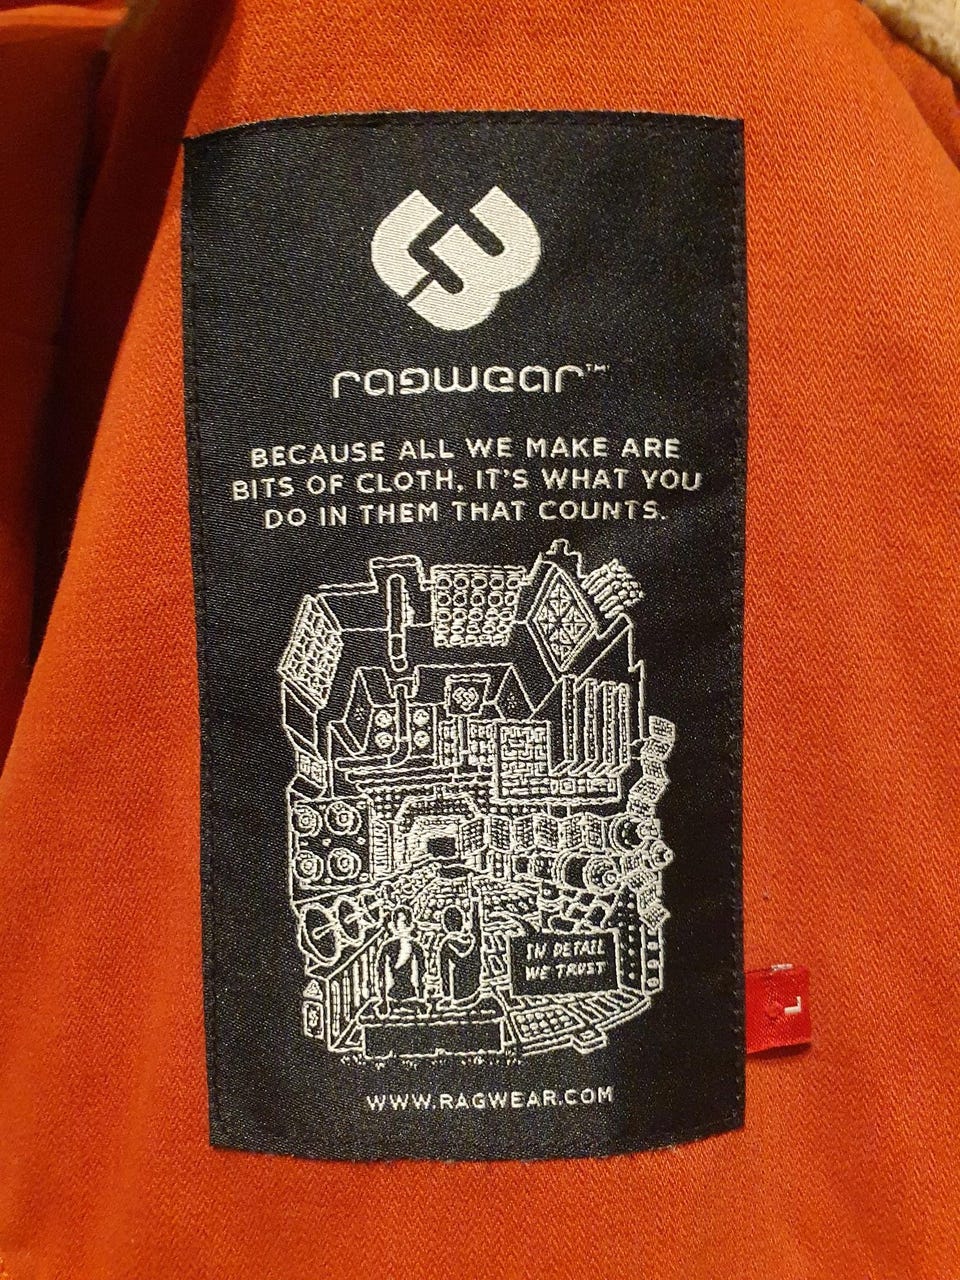 ragwear™
BECAUSE ALL WE MAKE ARE
BITS OF CLOTH, IT'S WHAT YOU
DO IN THEM THAT COUNTS.
IN DETAIL
WE TRUST
L
WWW.RAGWEAR.COM